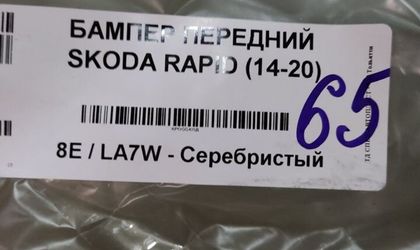 БАМПЕР ПЕРЕДНИЙ
SKODA RAPID (14-20)
65
8E / LA7W - Серебристый